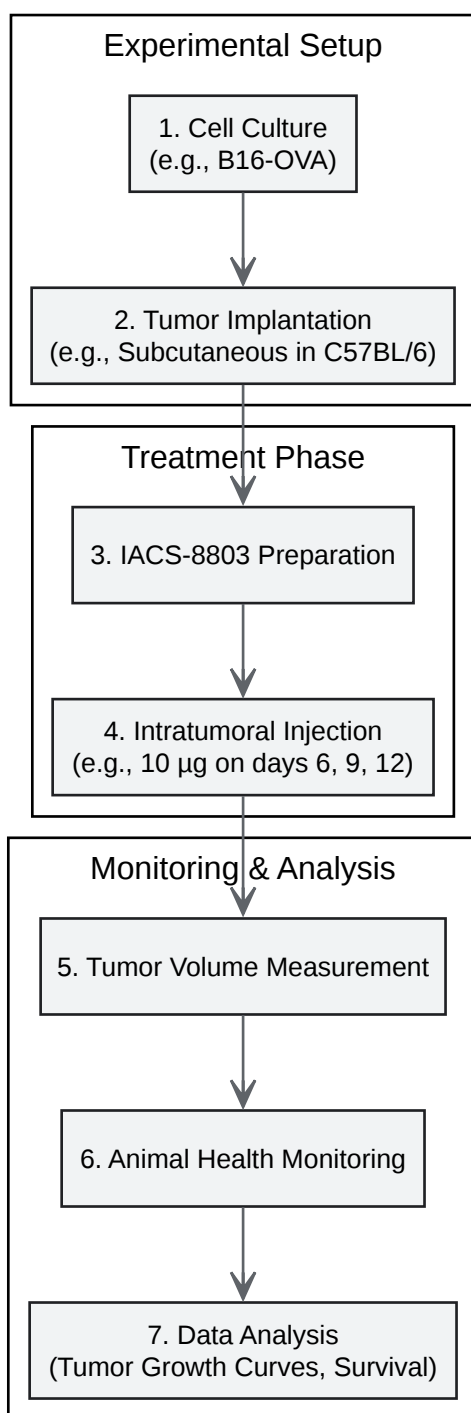 Experimental Setup
1. Cell Culture
(e.g., B16-OVA)
2. Tumor Implantation
(e.g., Subcutaneous in C57BL/6)
Treatment Phase
3. IACS-8803 Preparation
4. Intratumoral Injection
(e.g., 10 µg on days 6, 9, 12)
Monitoring & Analysis
5. Tumor Volume Measurement
6. Animal Health Monitoring
7. Data Analysis
(Tumor Growth Curves, Survival)